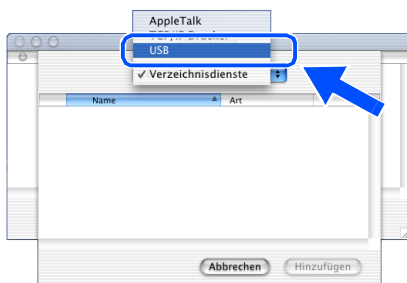 AppleTalk
USB
✓ Verzeichnisdienste
Name Art
Abbrechen Hinzufügen